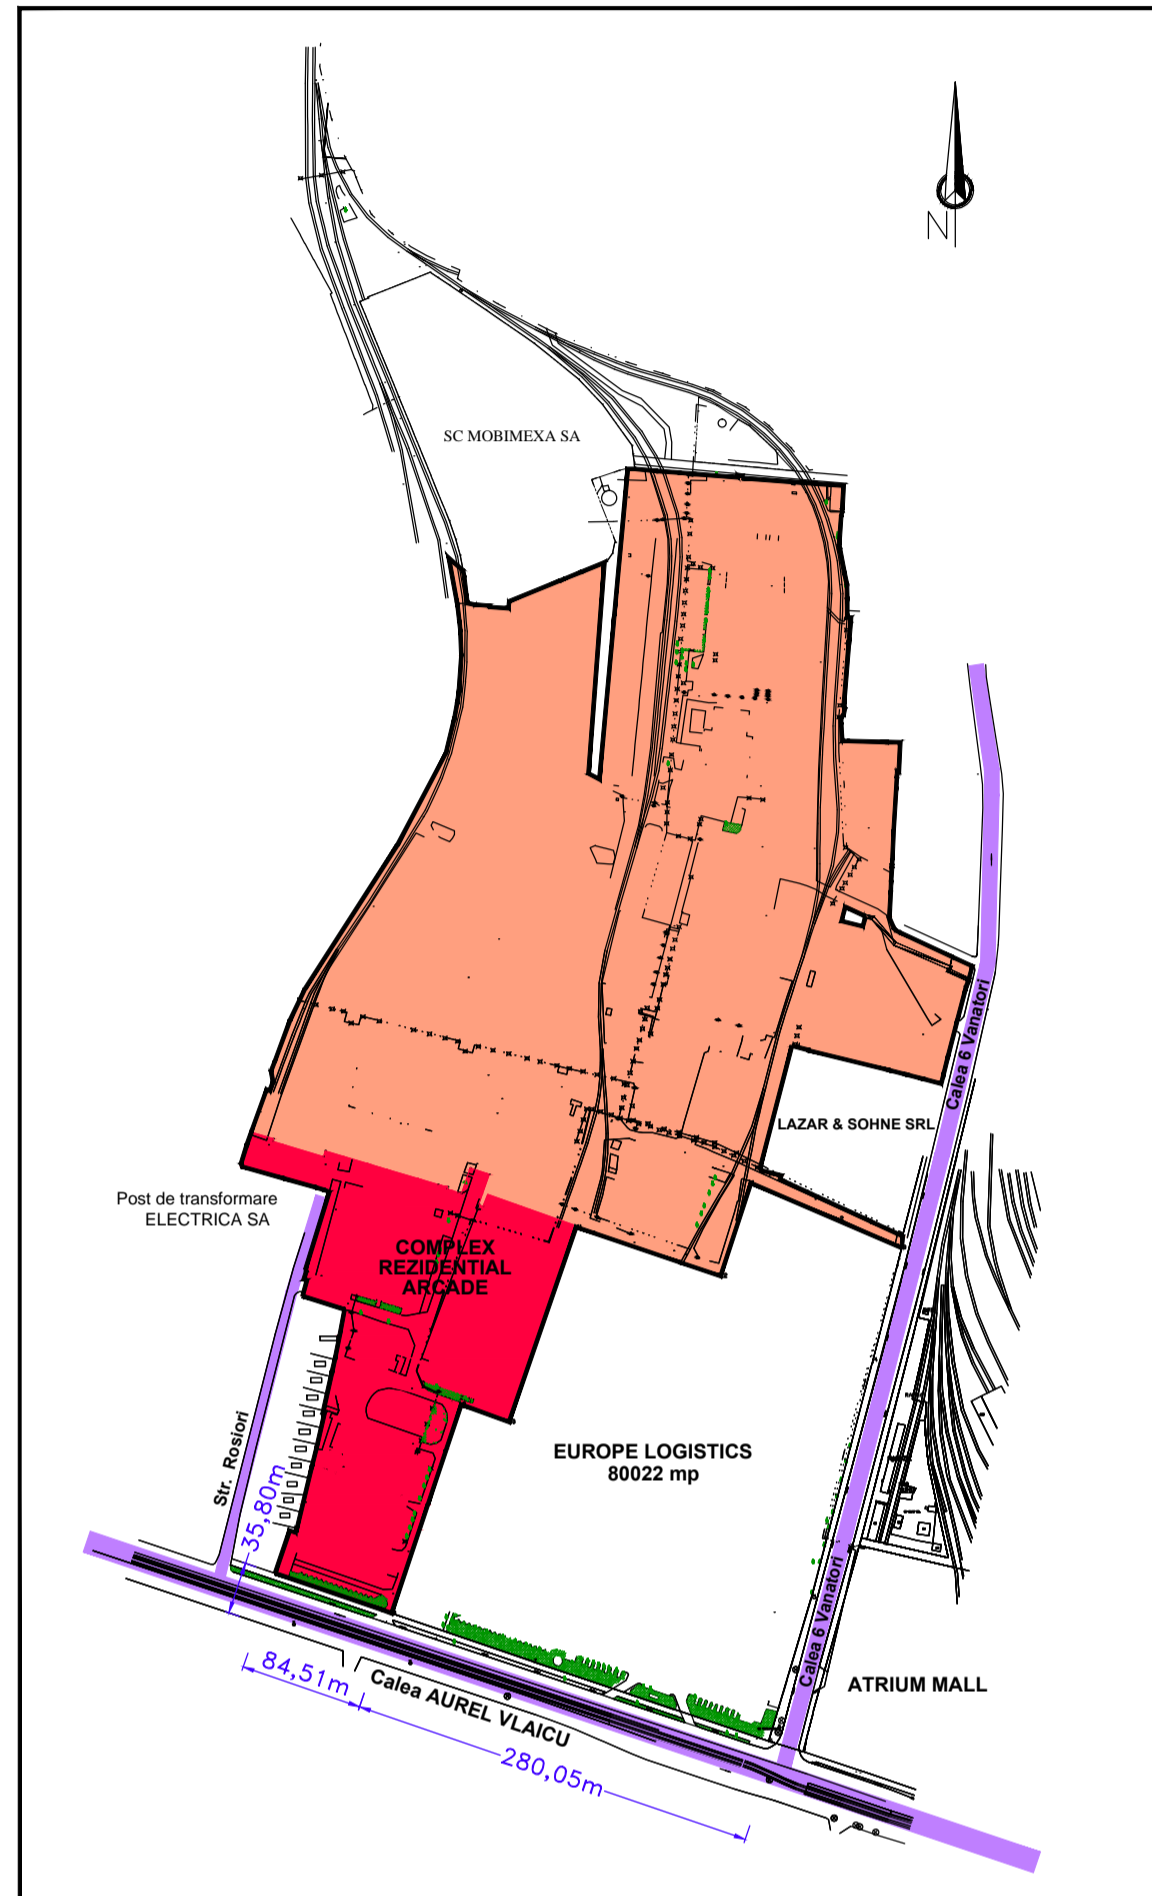 N
SC MOBIMEXA SA
Calea 6 Vanatori
LAZAR & SOHNE SRL
Post de transformare
ELECTRICA SA
COMPLEX
REZIDENTIAL
ARCADE
EUROPE LOGISTICS
80022 mp
Str. Rosiori
35,80m
Calea 6 Vanatori
ATRIUM MALL
84,51m
Calea AUREL VLAICU
280,05m